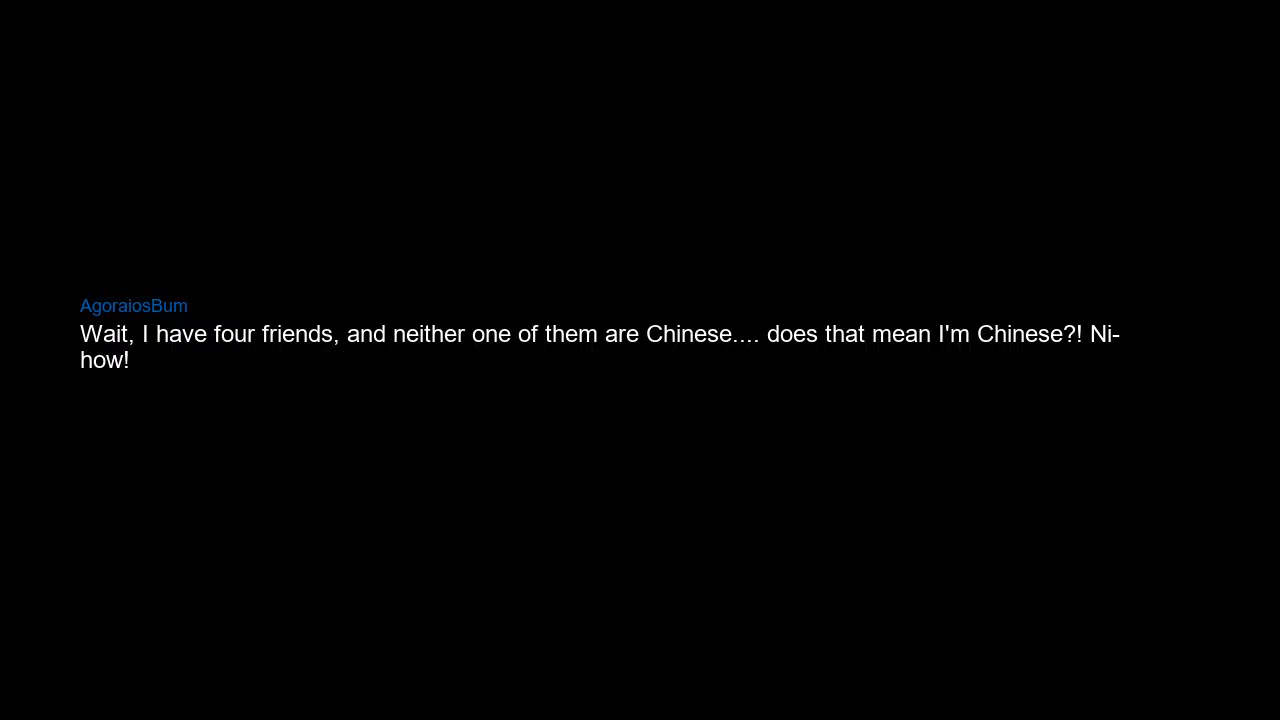 AgoraiosBum
Wait, I have four friends, and neither one of them are Chinese.... does that mean I'm Chinese?! Ni-
how!